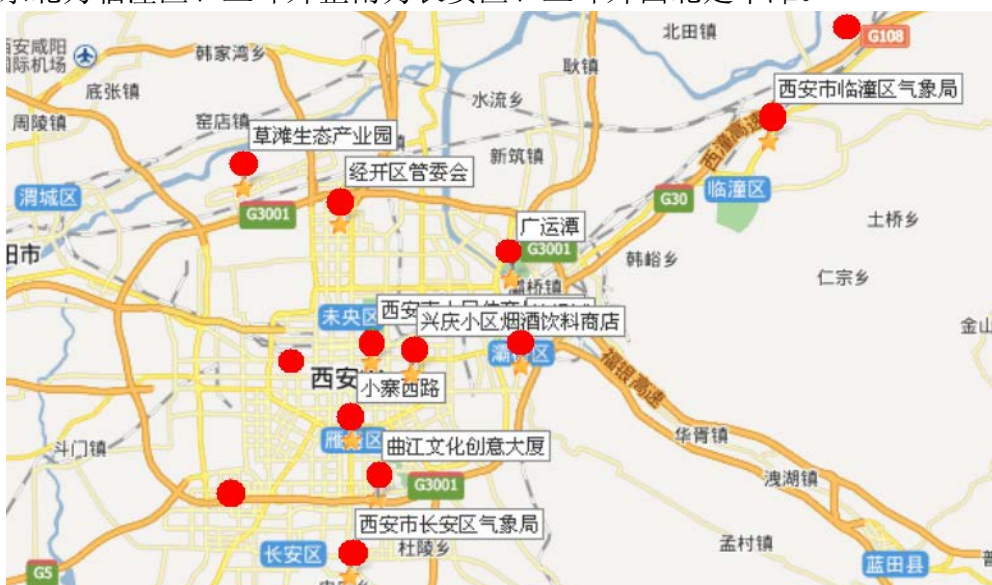 北田镇
G108
安咸阳
国际机场
韩家湾乡
耿镇
底张镇
水流乡
西安市临潼区气象局
周陵镇
窑店镇
草滩生态产业园
西潼高速
新筑镇
经开区管委会
渭城区
临潼区
G30
G3001
广运潭
土桥乡
G3001
阳市
韩峪乡
灞桥镇
仁宗乡
未央区
兴庆小区烟酒饮料商店
金山
西安
小寨西路
福银高速
华胥镇
斗门镇
曲江文化创意大厦
洩湖镇
G3001
西安市长安区气象局
长安区
杜陵乡
孟村镇
蓝田县
G5